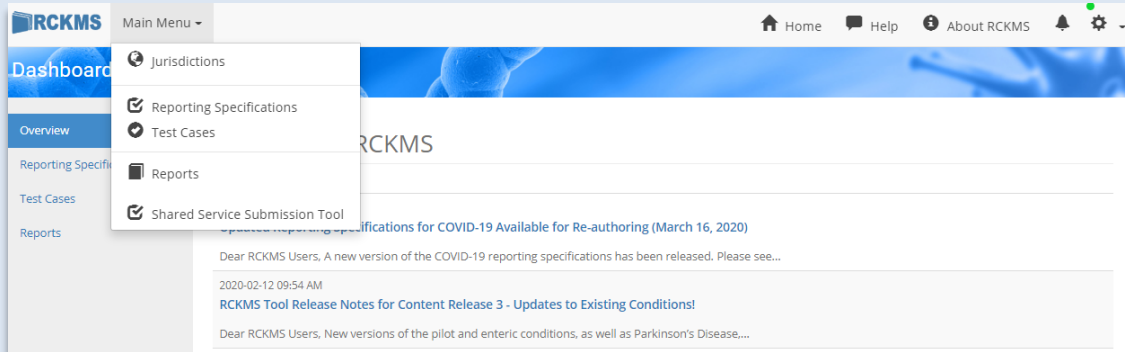 RCKMS Main Menu Home Help About RCKMS
Jurisdictions
Dashboard
Reporting Specifications
Test Cases
Reports
Shared Service Submission Tool
Overview
Test Cases
Reports
RCKMS
Specifications for COVID-19 Available for Re-authoring (March 16, 2020)
Dear RCKMS Users, A new version of the COVID-19 reporting specifications has been released. Please see...
2020-02-12 09:54 AM
RCKMS Tool Release Notes for Content Release 3 - Updates to Existing Conditions!
Dear RCKMS Users, New versions of the pilot and enteric conditions, as well as Parkinson's Disease,...